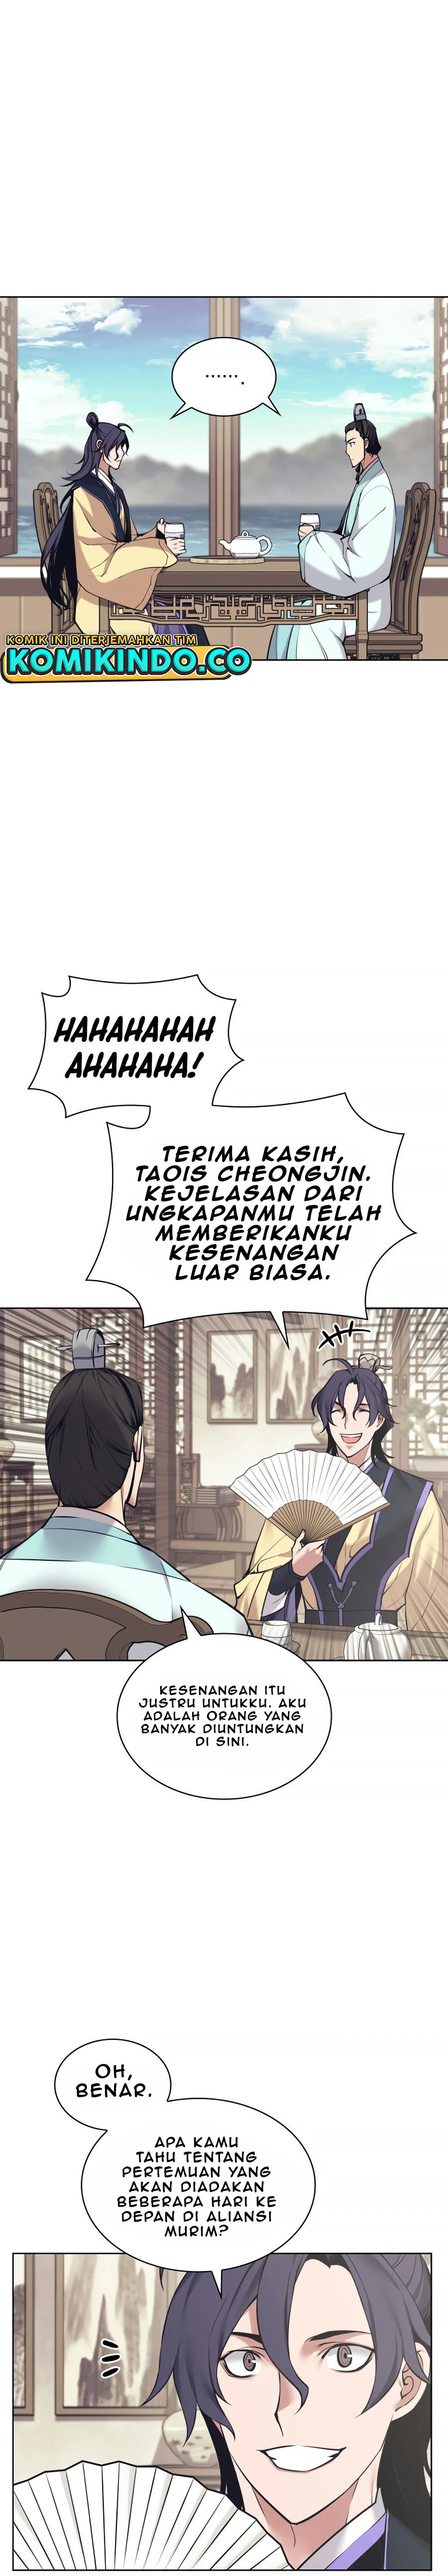 .......
KOMIK INI DITERJEMAHKAN TIM
KOMIKINDO.CO
HAHAHAHAH
AHAHAHA!
TERIMA KASIH,
TAOIS CHEONGJIN.
KEJELASAN DARI
UNGKAPANMU TELAH
MEMBERIKANKU
KESENANGAN
LUAR BIASA.
KESENANGAN ITU
JUSTRU UNTUKKU. AKU
ADALAH ORANG YANG
BANYAK DIUNTUNGKAN
DI SINI.
OH,
BENAR.
APA KAMU
TAHU TENTANG
PERTEMUAN YANG
AKAN DIADAKAN
BEBERAPA HARI KE
DEPAN DI ALIANSI
MURIM?